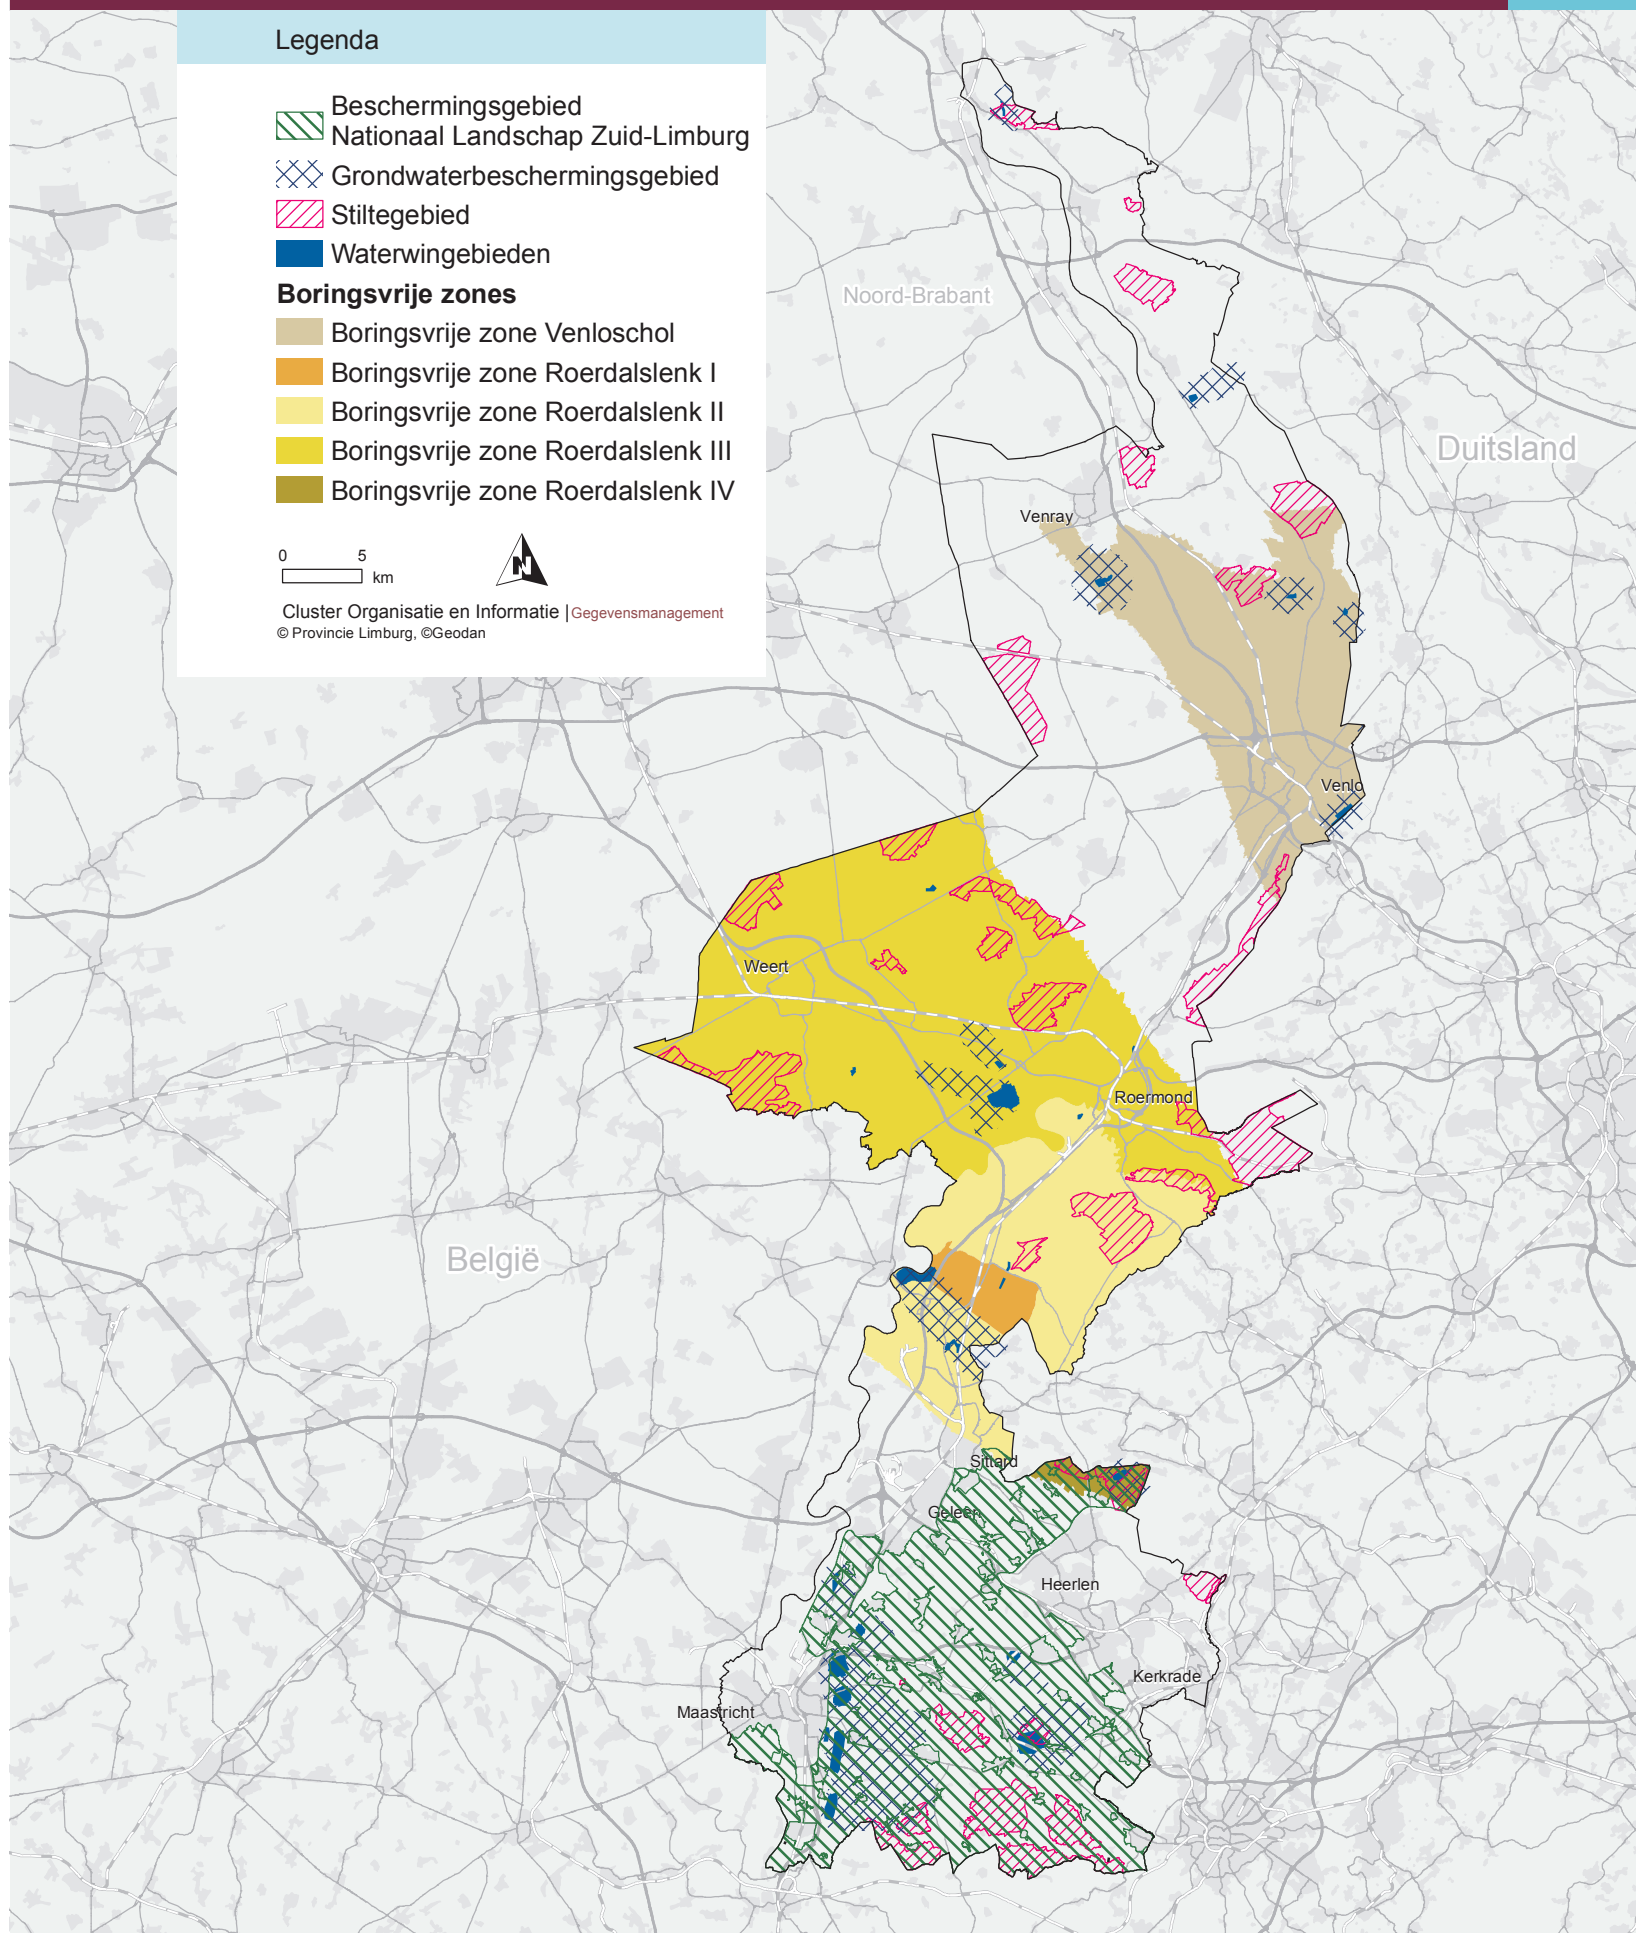 Legenda
Beschermingsgebied
Nationaal Landschap Zuid-Limburg
Grondwaterbeschermingsgebied
Stiltegebied
Waterwingebieden
Boringsvrije zones
Boringsvrije zone Venloschol
Boringsvrije zone Roerdalslenk I
Boringsvrije zone Roerdalslenk II
Boringsvrije zone Roerdalslenk III
Boringsvrije zone Roerdalslenk IV
0 5
km
N
Cluster Organisatie en Informatie | Gegevensmanagement
© Provincie Limburg, ©Geodan
Noord-Brabant
Duitsland
Venray
Venlo
Weert
Roermond
België
Sittard
Geleen
Heerlen
Kerkrade
Maastricht